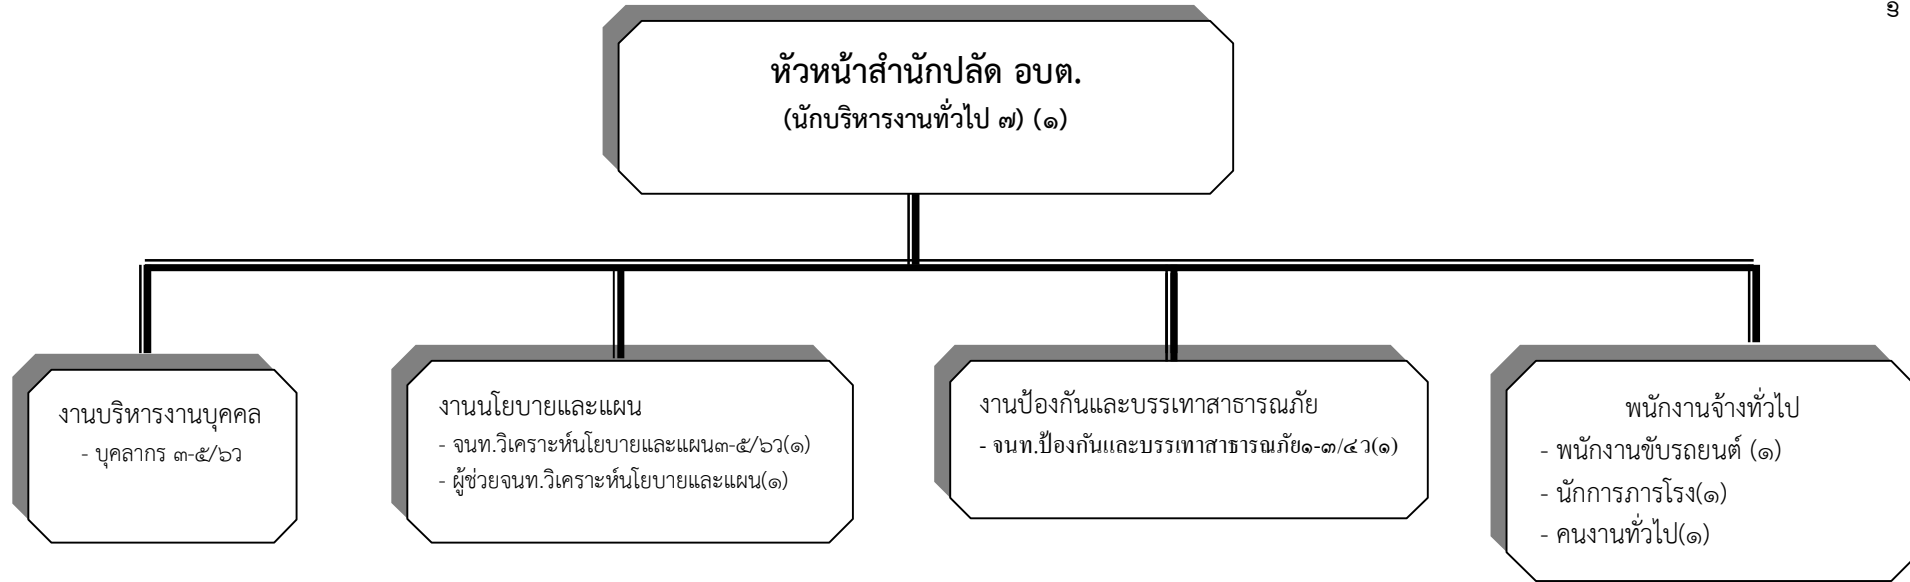 หัวหน้าสำนักปลัด อบต.
(นักบริหารงานทั่วไป ๗) (๑)
งานบริหารงานบุคคล
- บุคลากร ๓-๕/๖ว
งานนโยบายและแผน
- จนท.วิเคราะห์นโยบายและแผน๓-๕/๖ว(๑)
- ผู้ช่วยจนท.วิเคราะห์นโยบายและแผน(๑)
งานป้องกันและบรรเทาสาธารณภัย
- จนท.ป้องกันและบรรเทาสาธารณภัย๑-๓/๔ ว(๑)
พนักงานจ้างทั่วไป
- พนักงานขับรถยนต์ (๑)
- นักการภารโรง(๑)
- คนงานทั่วไป(๑)